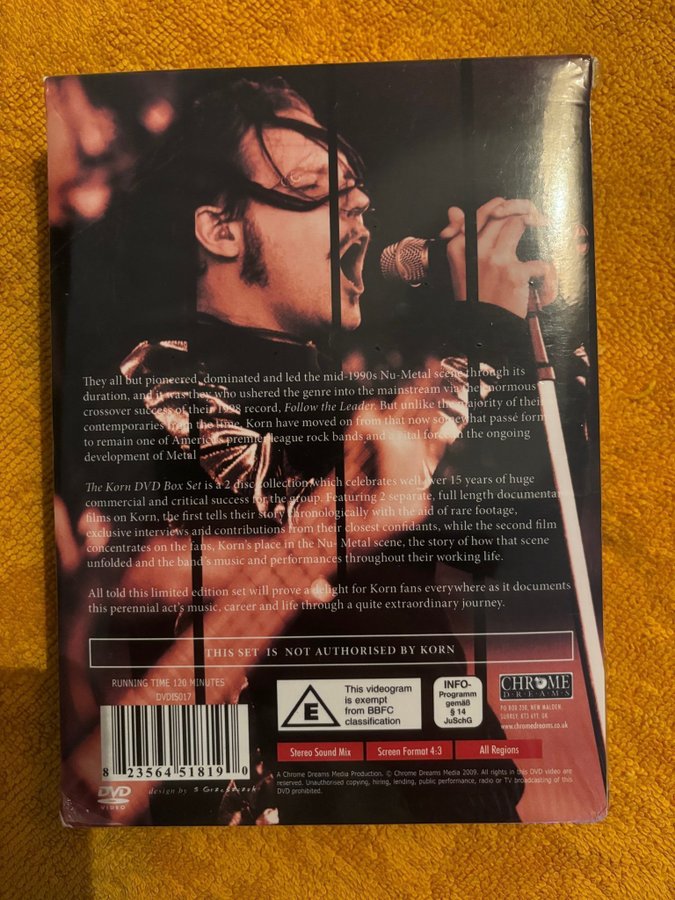 They all but pioneered, dominated and led the mid-1990s Nu-Metal scene through its
duration, and it was they who ushered the genre into the mainstream via the enormous
crossover success of their 1998 record, Follow the Leader. But unlike the majority of their
contemporaries from the time, Korn have moved on from that now somewhat passé form
to remain one of America's premier league rock bands and a vital force in the ongoing
development of Metal
The Korn DVD Box Set is a 2 disc collection which celebrates well over 15 years of huge
commercial and critical success for the group. Featuring 2 separate, full length documentary
films on Korn, the first tells their story chronologically with the aid of rare footage,
exclusive interviews and contributions from their closest confidants, while the second film
concentrates on the fans, Korn's place in the Nu- Metal scene, the story of how that scene
unfolded and the band's music and performances throughout their working life.
All told this limited edition set will prove a delight for Korn fans everywhere as it documents
this perennial act's music, career and life through a quite extraordinary journey.
THIS SET IS NOT AUTHORISED BY KORN
RUNNING TIME 120 MINUTES
DVDIS017
8 23564 51819 0
DVD
VIDEO
design by
E
This videogram
is exempt
from BBFC
classification
INFO-
Programm
gemäß
§ 14
JuSchG
CHROME
DREAMS
PO BOX 230, NEW MALDEN,
SURREY. KT3 6YY, UK
www.chromedreams.co.uk
Stereo Sound Mix
Screen Format 4:3
All Regions
A Chrome Dreams Media Production. © Chrome Dreams Media 2009. All rights in this DVD video are
reserved. Unauthorised copying, hiring, lending, public performance, radio or TV broadcasting of this
DVD prohibited.